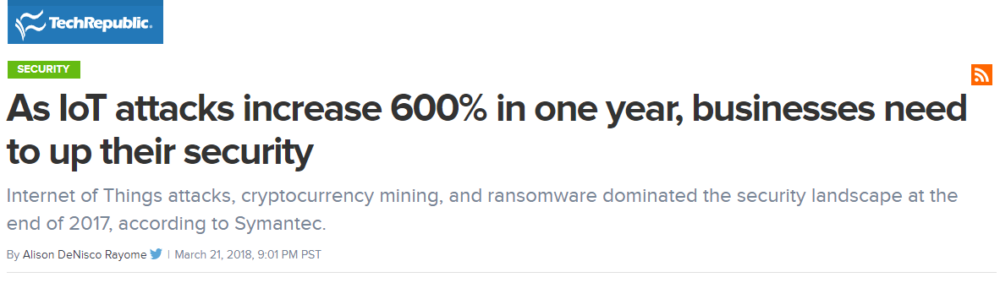 TechRepublic.
SECURITY
As IoT attacks increase 600% in one year, businesses need
to up their security
Internet of Things attacks, cryptocurrency mining, and ransomware dominated the security landscape at the
end of 2017, according to Symantec.
By Alison DeNisco Rayome | March 21, 2018, 9:01 PM PST